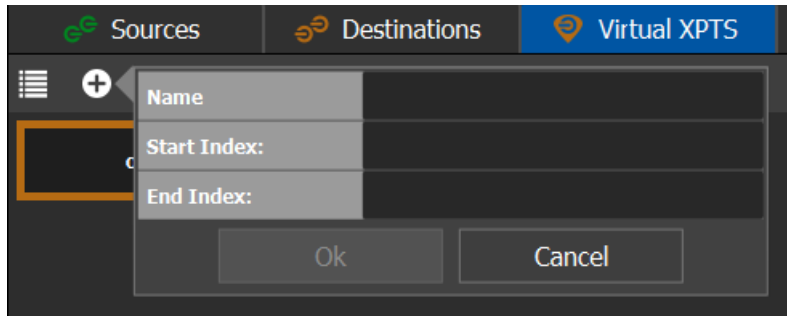 Sources
Destinations
Virtual XPTS
Name
Start Index:
End Index:
Ok
Cancel